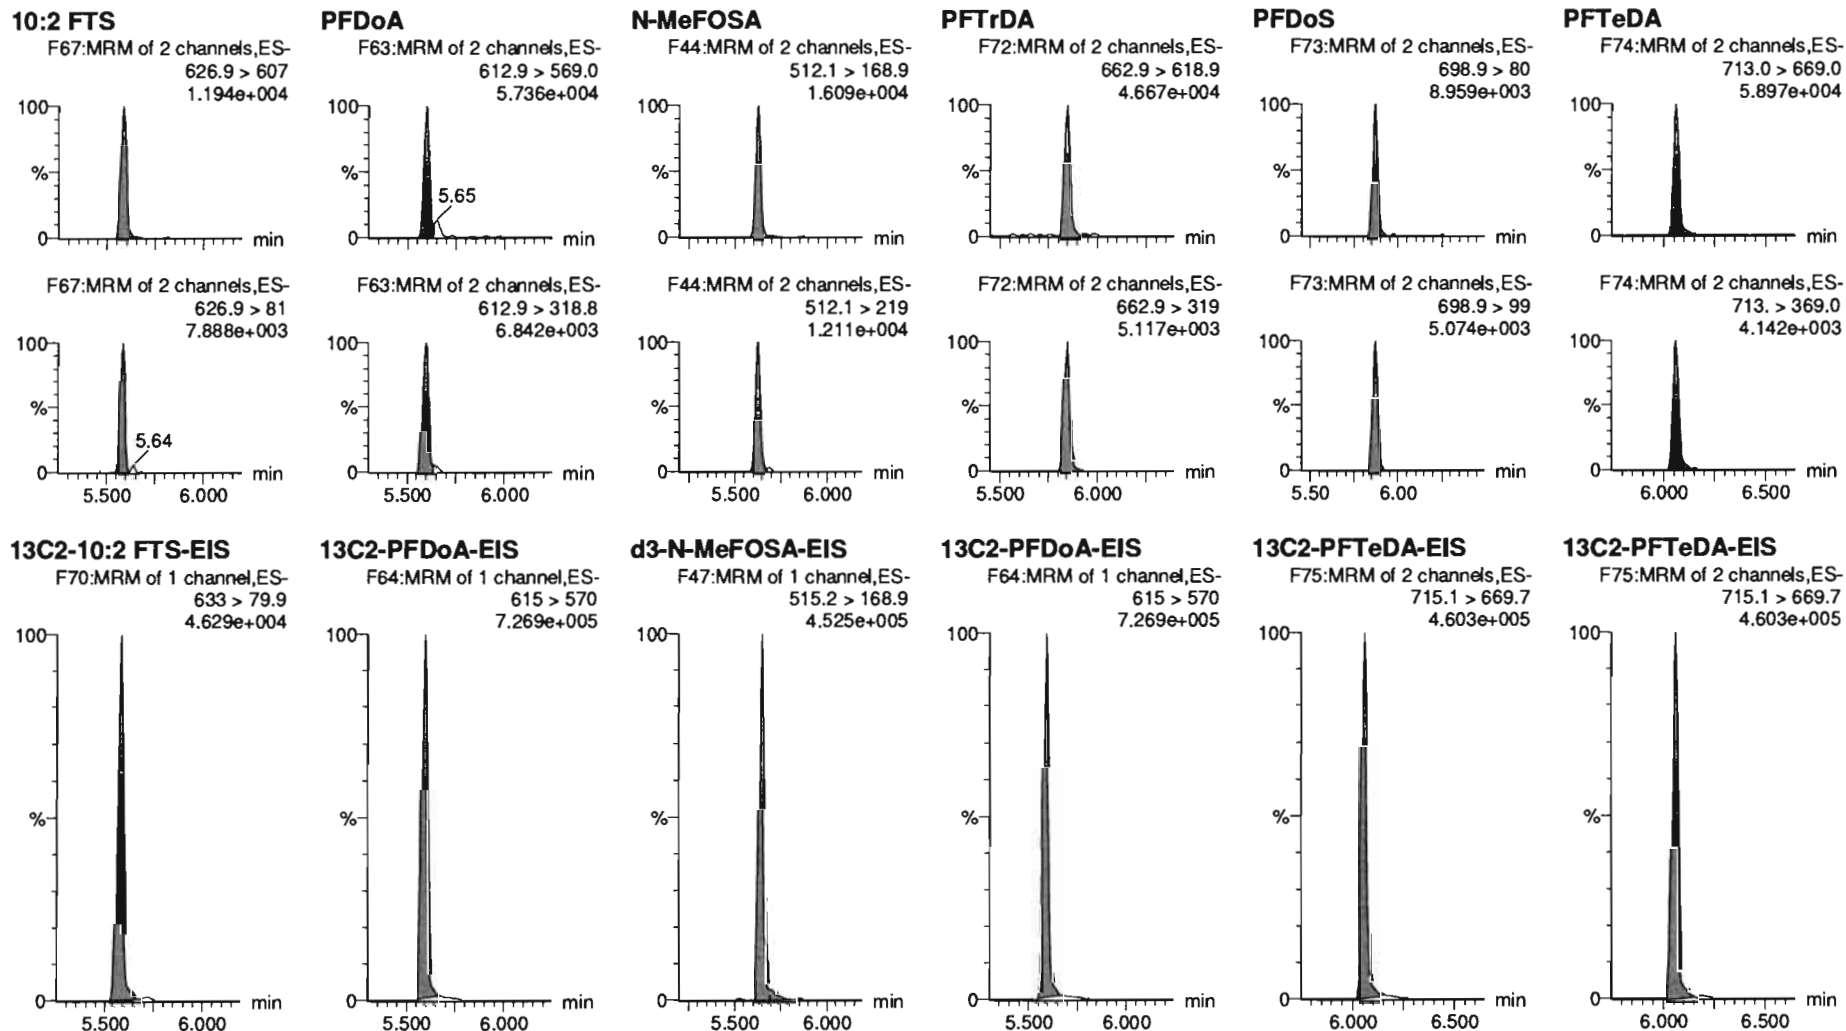 10:2 FTS
F67:MRM of 2 channels,ES-
626.9 > 607
1.194e+004
100
%
0
min
PFDoA
F63:MRM of 2 channels,ES-
612.9 > 569.0
5.736e+004
100
%
5.65
0
min
N-MeFOSA
F44:MRM of 2 channels,ES-
512.1 > 168.9
1.609e+004
100
%
0
min
PFTrDA
F72:MRM of 2 channels,ES-
662.9 > 618.9
4.667e+004
100
%
0
min
PFDoS
F73:MRM of 2 channels,ES-
698.9 > 80
8.959e+003
100
%
0
min
PFTeDA
F74:MRM of 2 channels,ES-
713.0 > 669.0
5.897e+004
100
%
0
min
F67:MRM of 2 channels,ES-
626.9 > 81
7.888e+003
100
%
5.64
0
min
5.500 6.000
F63:MRM of 2 channels,ES-
612.9 > 318.8
6.842e+003
100
%
0
min
5.500 6.000
F44:MRM of 2 channels,ES-
512.1 > 219
1.211e+004
100
%
0
min
5.500 6.000
F72:MRM of 2 channels,ES-
662.9 > 319
5.117e+003
100
%
0
min
5.500 6.000
F73:MRM of 2 channels,ES-
698.9 > 99
5.074e+003
100
%
0
min
5.50 6.00
F74:MRM of 2 channels,ES-
713. > 369.0
4.142e+003
100
%
0
min
6.000 6.500
13C2-10:2 FTS-EIS
F70:MRM of 1 channel,ES-
633 > 79.9
4.629e+004
100
%
0
min
5.500 6.000
13C2-PFDoA-EIS
F64:MRM of 1 channel,ES-
615 > 570
7.269e+005
100
%
0
min
5.500 6.000
d3-N-MeFOSA-EIS
F47:MRM of 1 channel,ES-
515.2 > 168.9
4.525e+005
100
%
0
min
5.500 6.000
13C2-PFDoA-EIS
F64:MRM of 1 channel,ES-
615 > 570
7.269e+005
100
%
0
min
5.500 6.000
13C2-PFTeDA-EIS
F75:MRM of 2 channels,ES-
715.1 > 669.7
4.603e+005
100
%
0
min
6.000 6.500
13C2-PFTeDA-EIS
F75:MRM of 2 channels,ES-
715.1 > 669.7
4.603e+005
100
%
0
min
6.000 6.500